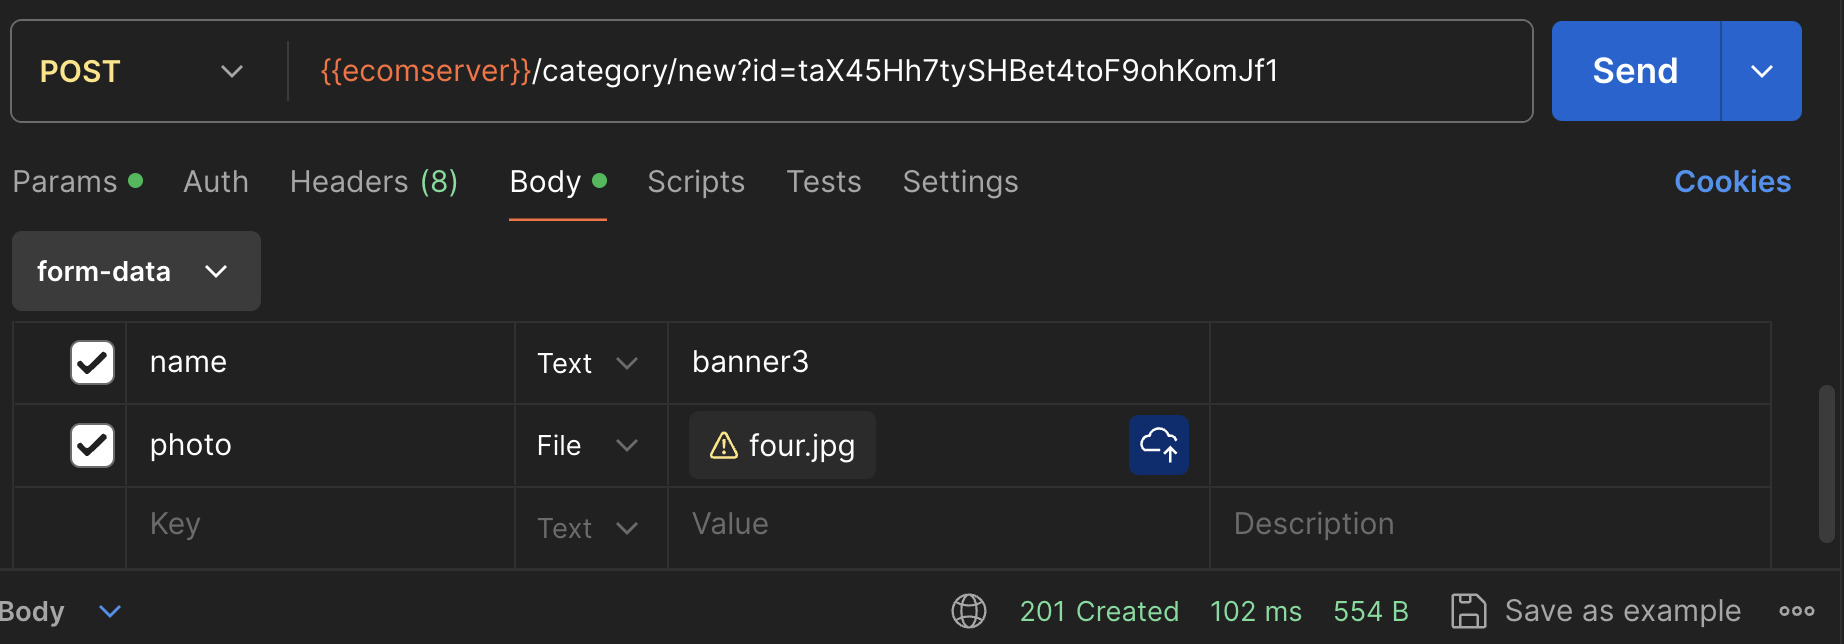 POST {{ecomserver}}/category/new?id=taX45Hh7tySHBet4toF9ohKomJf1 Send
Params Auth Headers (8) Body Scripts Tests Settings Cookies
form-data
name Text banner3
photo File four.jpg
Key Text Value Description
Body 201 Created 102 ms 554 B Save as example